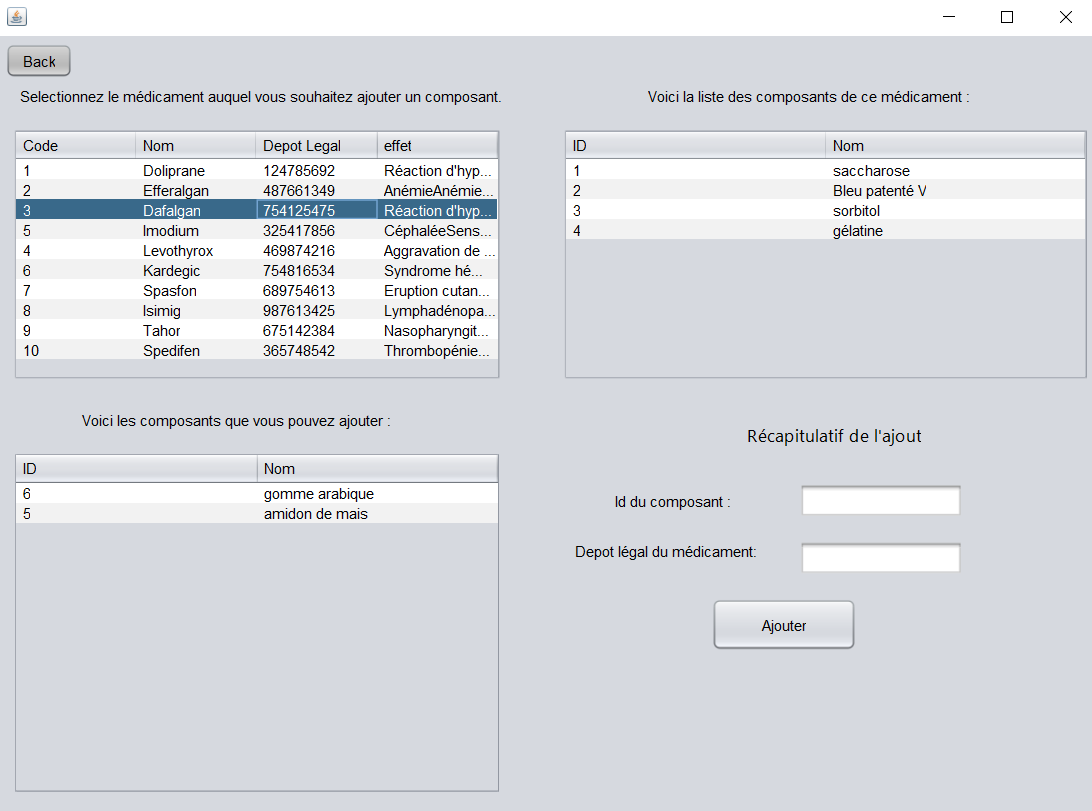 Back
Selectionnez le médicament auquel vous souhaitez ajouter un composant.
Code Nom Depot Legal effet
1 Doliprane 124785692 Réaction d'hyp...
2 Efferalgan 487661349 AnémieAnémie...
3 Dafalgan 754125475 Réaction d'hyp...
5 Imodium 325417856 CéphaléeSens...
4 Levothyrox 469874216 Aggravation de ...
6 Kardegic 754816534 Syndrome hé...
7 Spasfon 689754613 Eruption cutan...
8 Isimig 987613425 Lymphadénopa...
9 Tahor 675142384 Nasopharyngit...
10 Spedifen 365748542 Thrombopénie...
Voici la liste des composants de ce médicament :
ID Nom
1 saccharose
2 Bleu patenté V
3 sorbitol
4 gélatine
Voici les composants que vous pouvez ajouter :
ID Nom
6 gomme arabique
5 amidon de mais
Récapitulatif de l'ajout
Id du composant :
Depot légal du médicament:
Ajouter